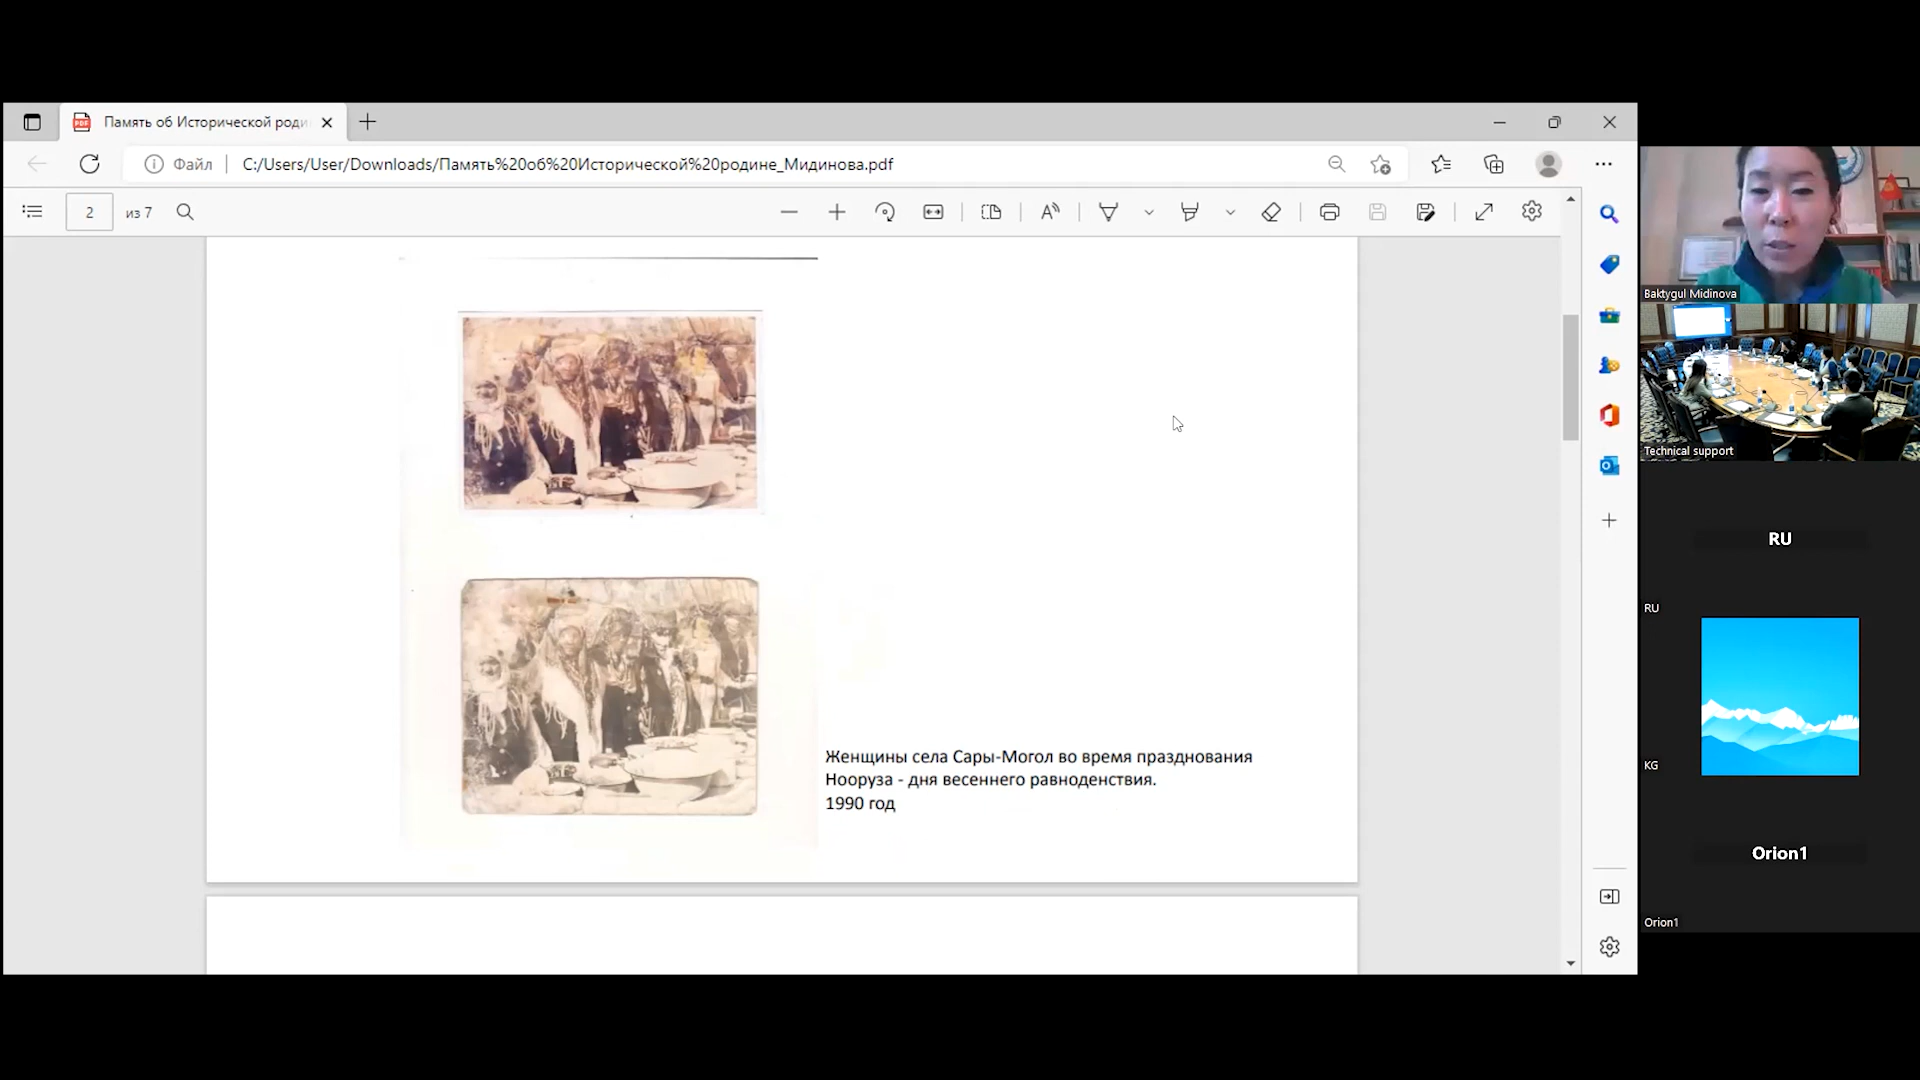 Память об Исторической роди
Файл
C:/Users/User/Downloads/Память%20об%20Исторической%20родине_Мидинова.pdf
2
из 7
Женщины села Сары-Могол во время празднования
Нооруза - дня весеннего равноденствия.
1990 год
Baktygul Midinova
Technical support
RU
RU
KG
Orion1
Orion1